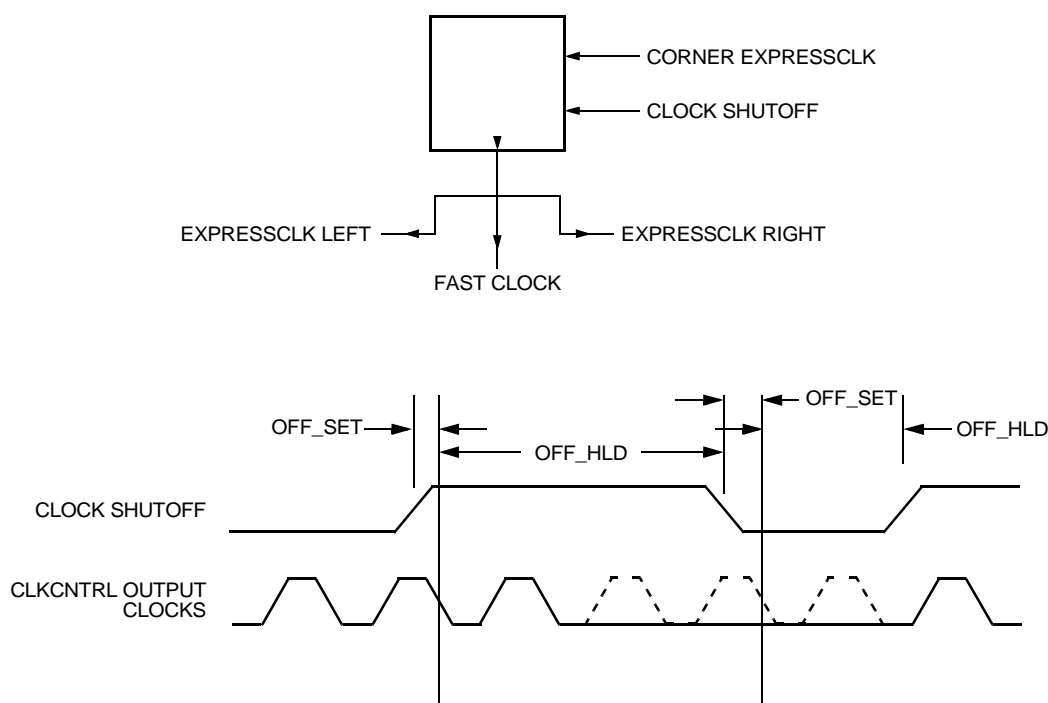 CORNER EXPRESSCLK
CLOCK SHUTOFF
EXPRESSCLK LEFT
EXPRESSCLK RIGHT
FAST CLOCK
OFF_SET
OFF_SET
OFF_HLD
OFF_HLD
CLOCK SHUTOFF
CLKCNTRL OUTPUT
CLOCKS